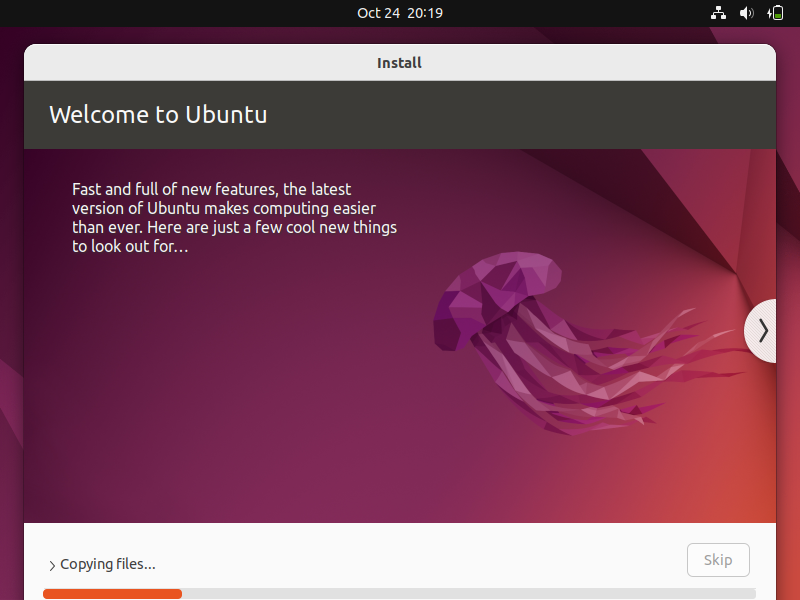 Oct 24 20:19
Install
Welcome to Ubuntu
Fast and full of new features, the latest
version of Ubuntu makes computing easier
than ever. Here are just a few cool new things
to look out for…
Copying files...
Skip